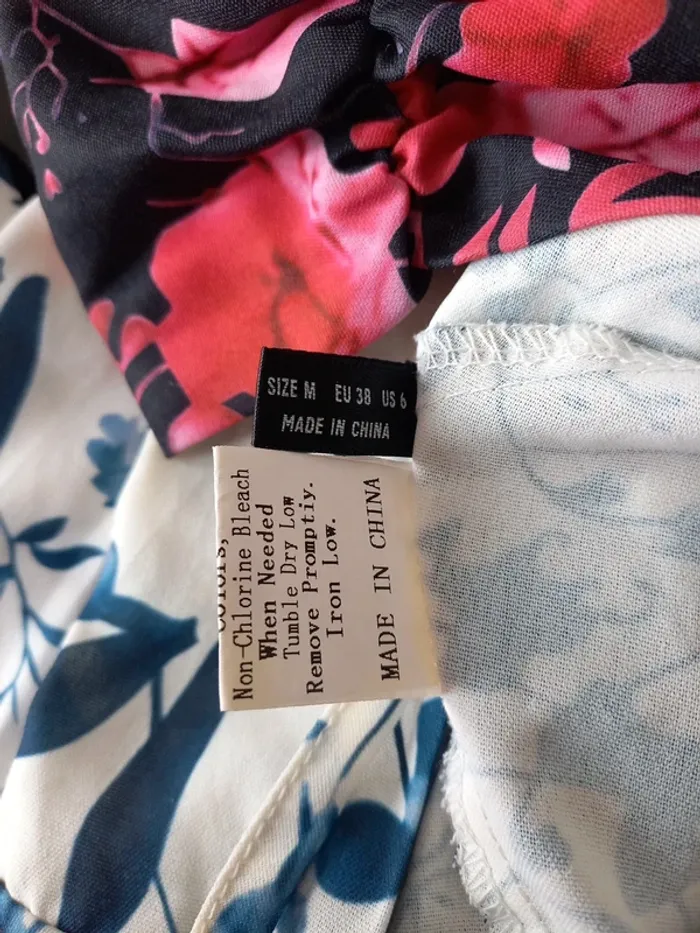 SIZE M EU 38 US 6
MADE IN CHINA
Non-Chlorine Bleach
When Needed
Tumble Dry Low
Remove Promptiy.
Iron Low.
MADE IN CHINA